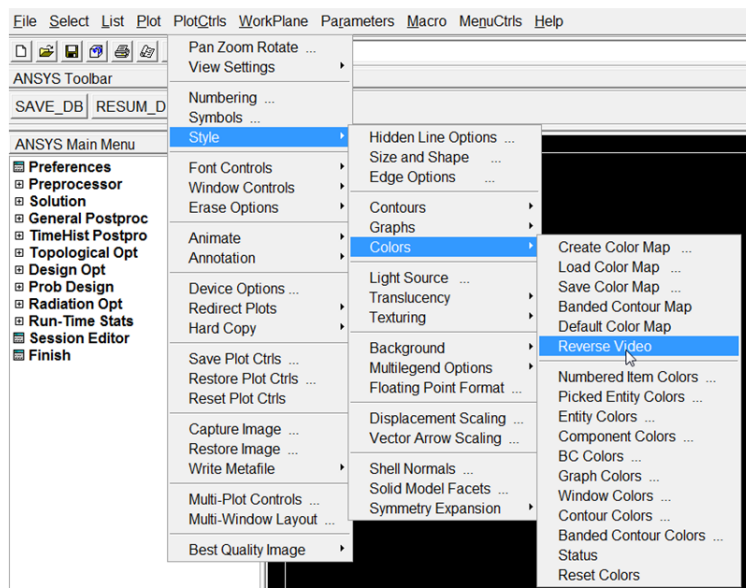 File Select List Plot PlotCtrls WorkPlane Parameters Macro MenuCtrls Help
ANSYS Toolbar
SAVE_DB RESUM_D
ANSYS Main Menu
Preferences
Preprocessor
Solution
General Postproc
TimeHist Postpro
Topological Opt
Design Opt
Prob Design
Radiation Opt
Run-Time Stats
Session Editor
Finish
Pan Zoom Rotate ...
View Settings
Numbering ...
Symbols ...
Style
Font Controls
Window Controls
Erase Options
Animate
Annotation
Device Options ...
Redirect Plots
Hard Copy
Save Plot Ctrls ...
Restore Plot Ctrls ...
Reset Plot Ctrls
Capture Image ...
Restore Image ...
Write Metafile
Multi-Plot Controls ...
Multi-Window Layout ...
Best Quality Image
Hidden Line Options ...
Size and Shape ...
Edge Options ...
Contours
Graphs
Colors
Light Source ...
Translucency
Texturing
Background
Multilegend Options
Floating Point Format ...
Displacement Scaling ...
Vector Arrow Scaling ...
Shell Normals ...
Solid Model Facets ...
Symmetry Expansion
Create Color Map ...
Load Color Map ...
Save Color Map ...
Banded Contour Map
Default Color Map
Reverse Video
Numbered Item Colors ...
Picked Entity Colors ...
Entity Colors ...
Component Colors ...
BC Colors ...
Graph Colors ...
Window Colors ...
Contour Colors ...
Banded Contour Colors ...
Status
Reset Colors